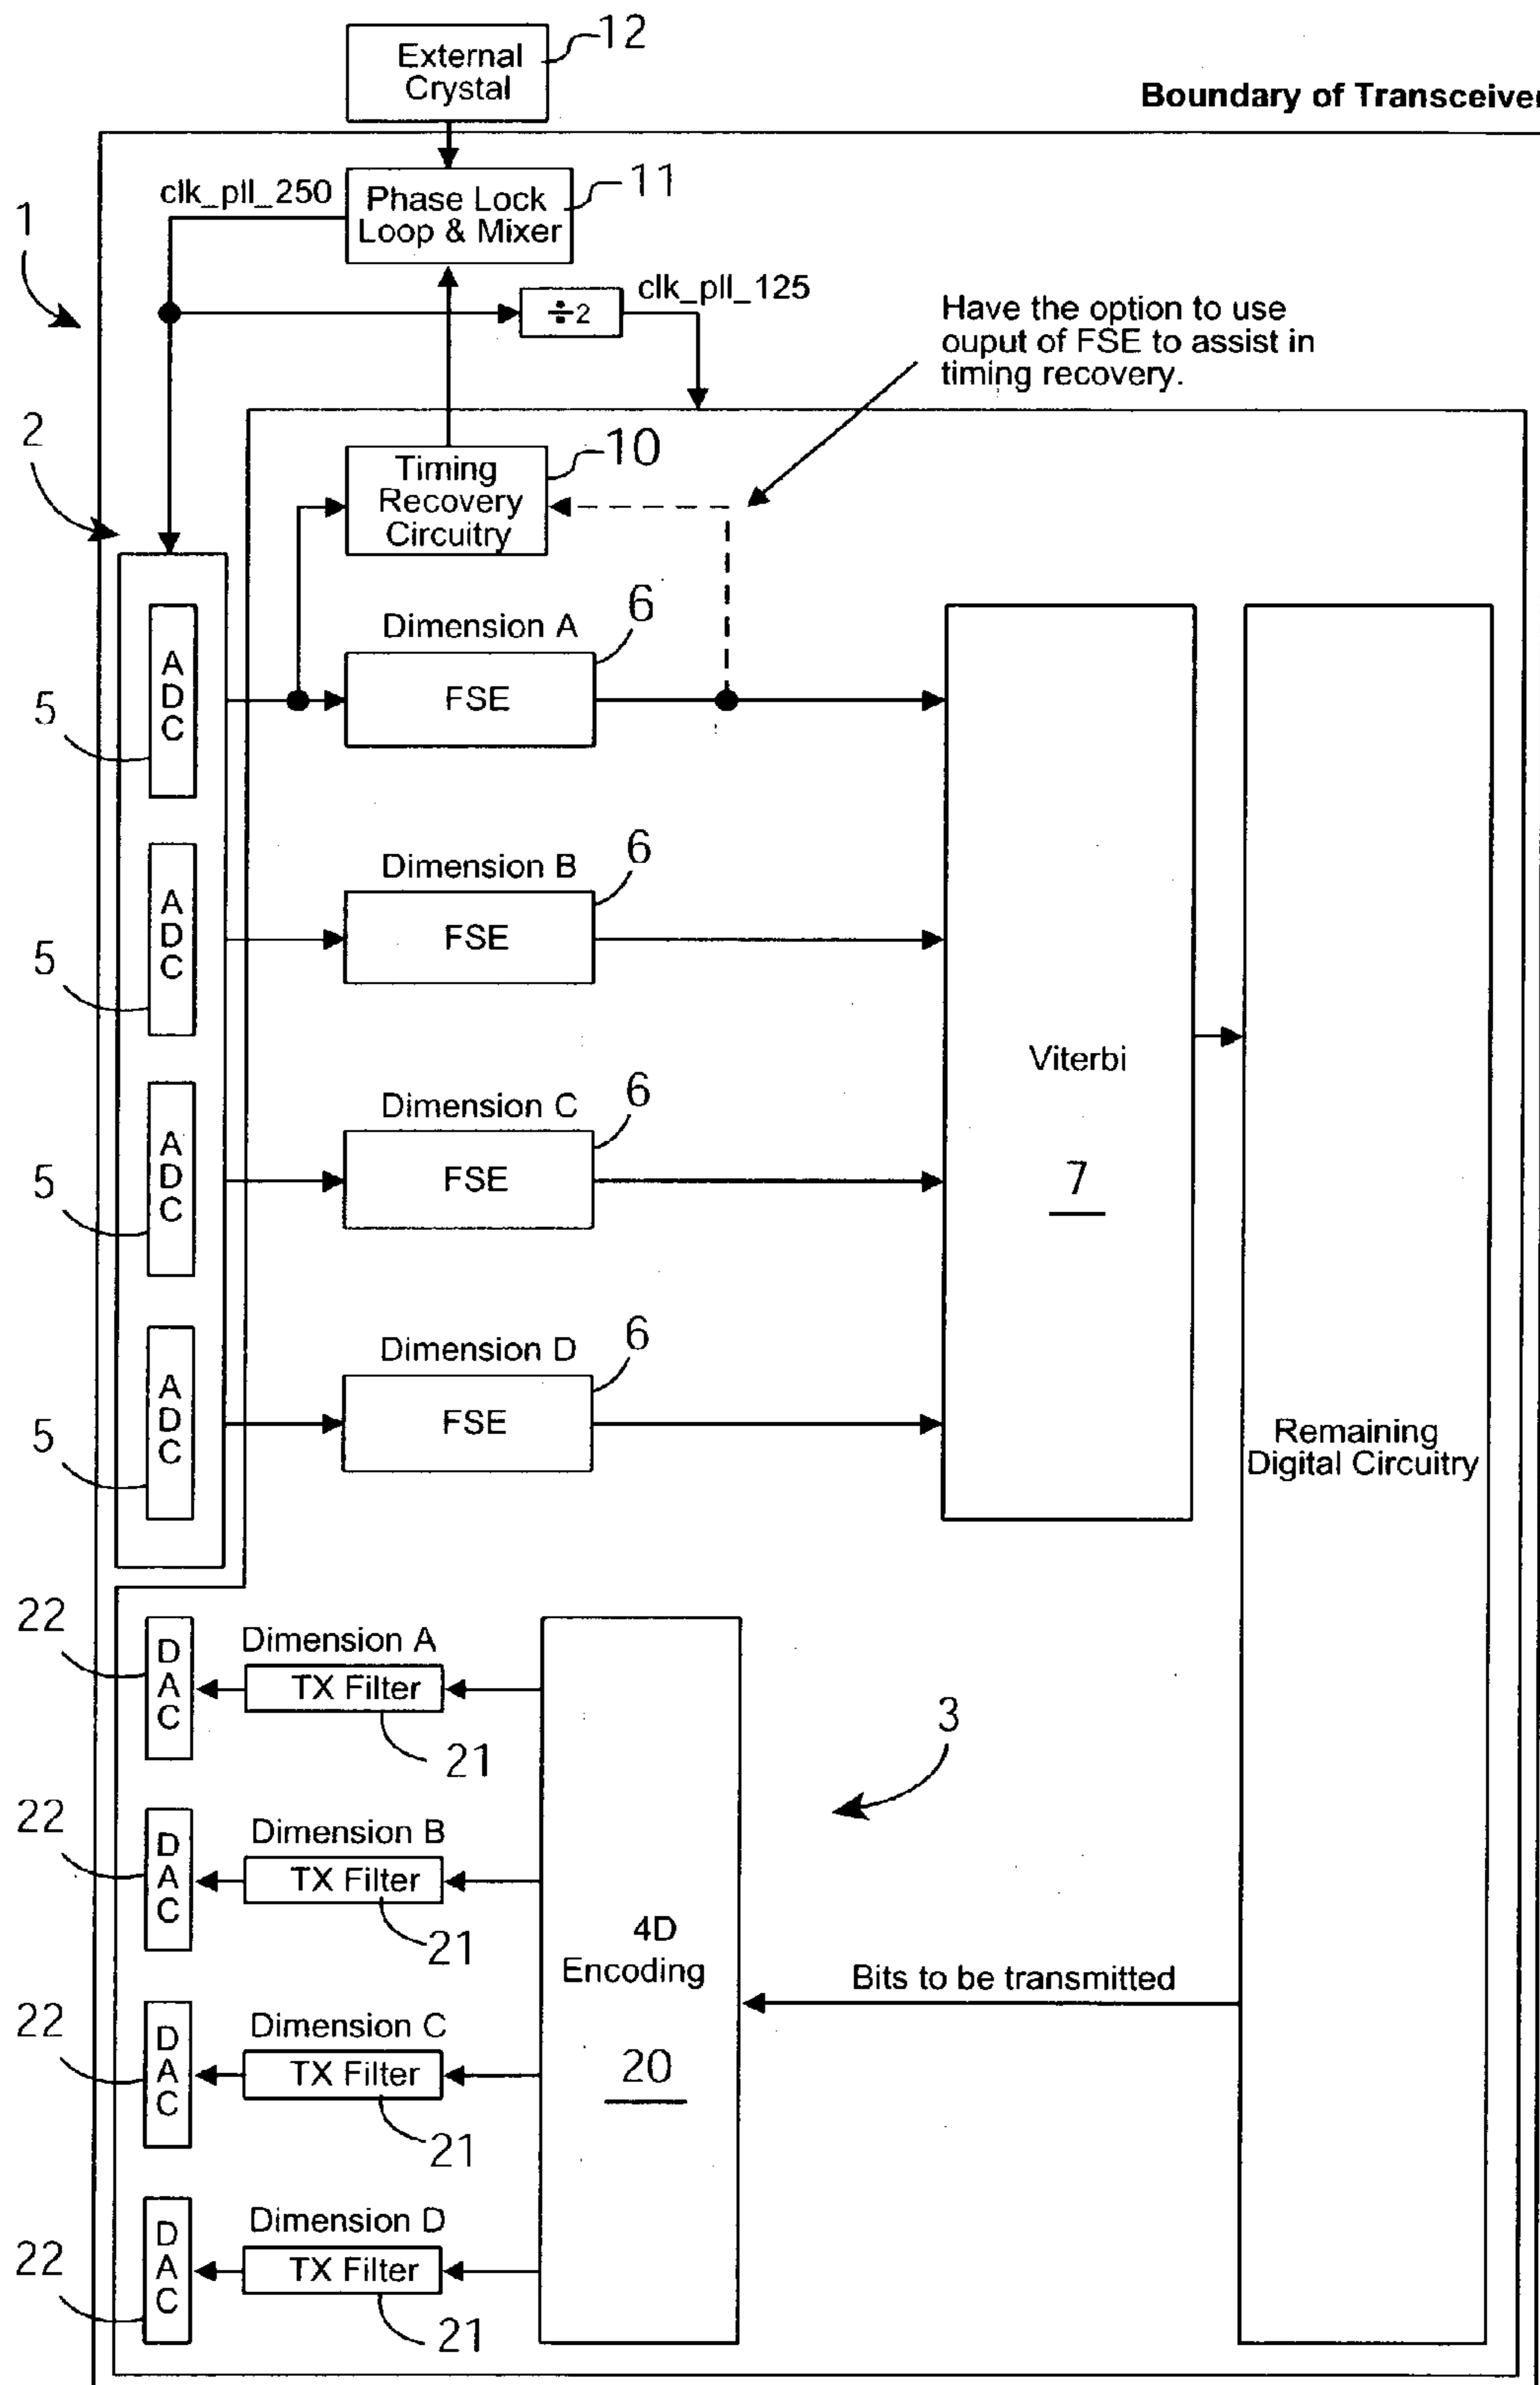 12
External
Crystal
Boundary of Transceiver
clk_pll_250
Phase Lock
Loop & Mixer
11
1
÷2
clk_pll_125
Have the option to use
ouput of FSE to assist in
timing recovery.
2
Timing
Recovery
Circuitry
10
Dimension A
6
ADC
5
FSE
Dimension B
6
ADC
5
FSE
Viterbi
7
Dimension C
6
ADC
5
FSE
Dimension D
6
ADC
5
FSE
Remaining
Digital Circuitry
22
DAC
Dimension A
TX Filter
21
3
22
DAC
Dimension B
TX Filter
21
4D
Encoding
20
Bits to be transmitted
22
DAC
Dimension C
TX Filter
21
22
DAC
Dimension D
TX Filter
21